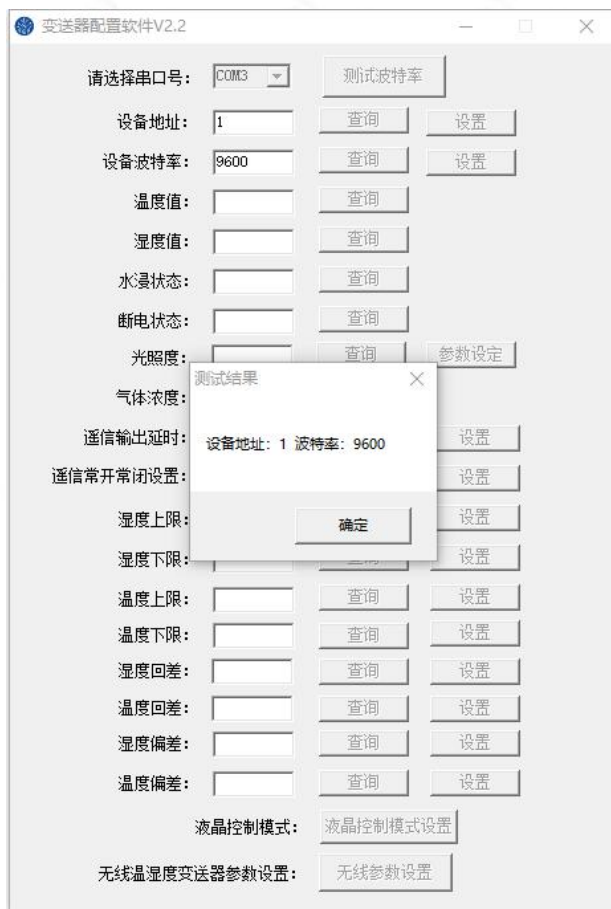 变送器配置软件V2.2
请选择串口号： COM3 测试波特率
设备地址： 1 查询 设置
设备波特率： 9600 查询 设置
温度值： 查询
湿度值： 查询
水浸状态： 查询
断电状态： 查询
光照度： 查询 参数设定
测试结果
气体浓度：
遥信输出延时： 设置
设备地址：1 波特率：9600
遥信常开常闭设置： 设置
湿度上限： 设置
确定
湿度下限： 设置
温度上限： 查询 设置
温度下限： 查询 设置
湿度回差： 查询 设置
温度回差： 查询 设置
湿度偏差： 查询 设置
温度偏差： 查询 设置
液晶控制模式： 液晶控制模式设置
无线温湿度变送器参数设置： 无线参数设置